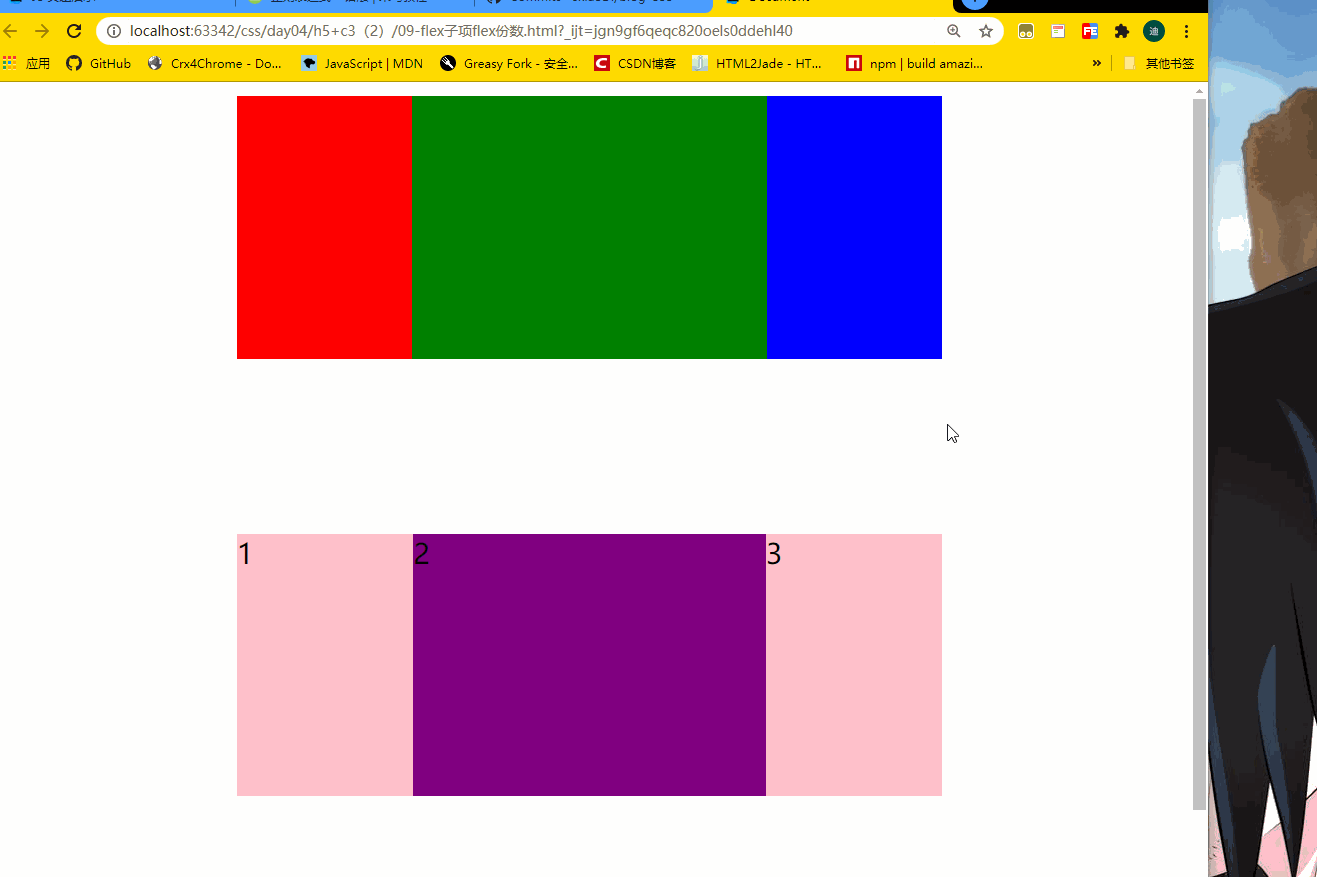 localhost:63342/css/day04/h5+c3（2）/09-flex子项flex份数.html?_ijt=jgn9gf6qeqc820oels0ddehl40
迪
应用 GitHub Crx4Chrome - Do... JavaScript | MDN Greasy Fork - 安全... CSDN博客 HTML2Jade - HT... npm | build amazi... » 其他书签
1 2 3